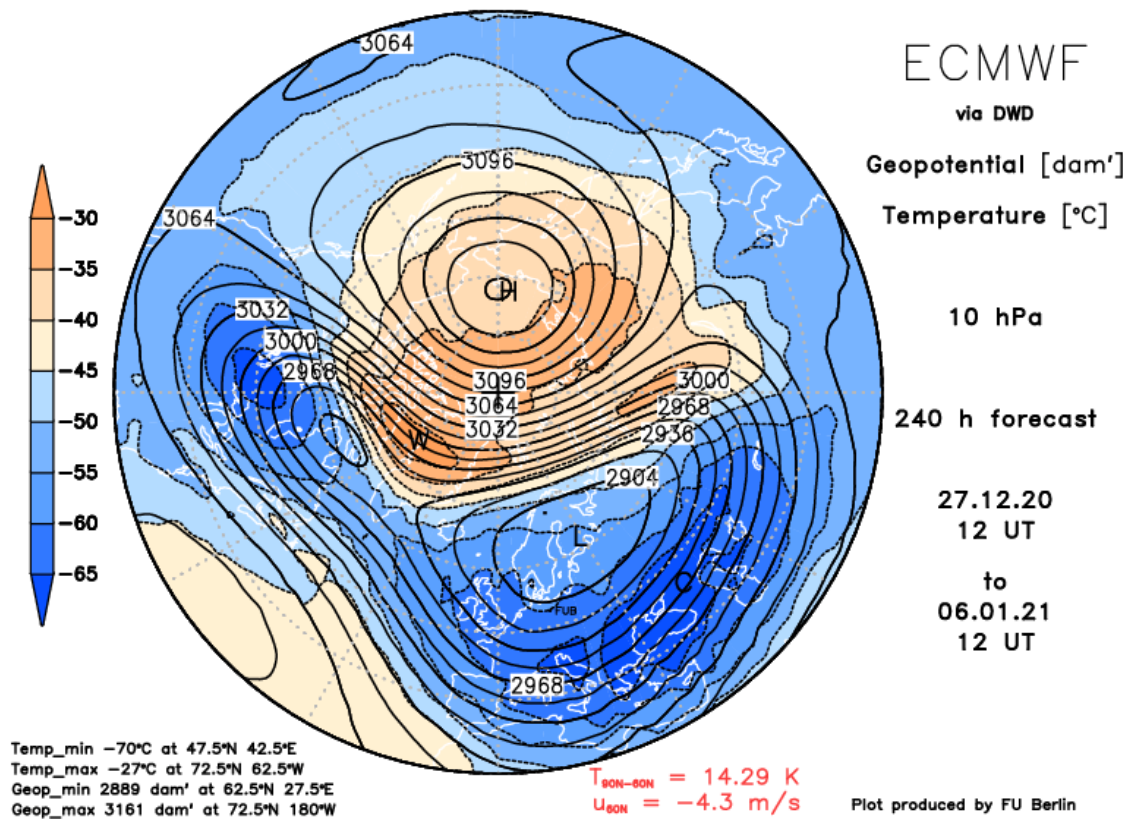 ECMWF
via DWD
Geopotential [dam']
Temperature [°C]
10 hPa
240 h forecast
27.12.20
12 UT
to
06.01.21
12 UT
-30
-35
-40
-45
-50
-55
-60
-65
3064
3096
3064
H
3032
3000
2968
3096
3064
3032
3000
2968
2936
W
2904
L
FUB
2968
Temp_min -70°C at 47.5°N 42.5°E
Temp_max -27°C at 72.5°N 62.5°W
Geop_min 2889 dam' at 62.5°N 27.5°E
Geop_max 3161 dam' at 72.5°N 180°W
T90N-60N = 14.29 K
u60N = -4.3 m/s
Plot produced by FU Berlin